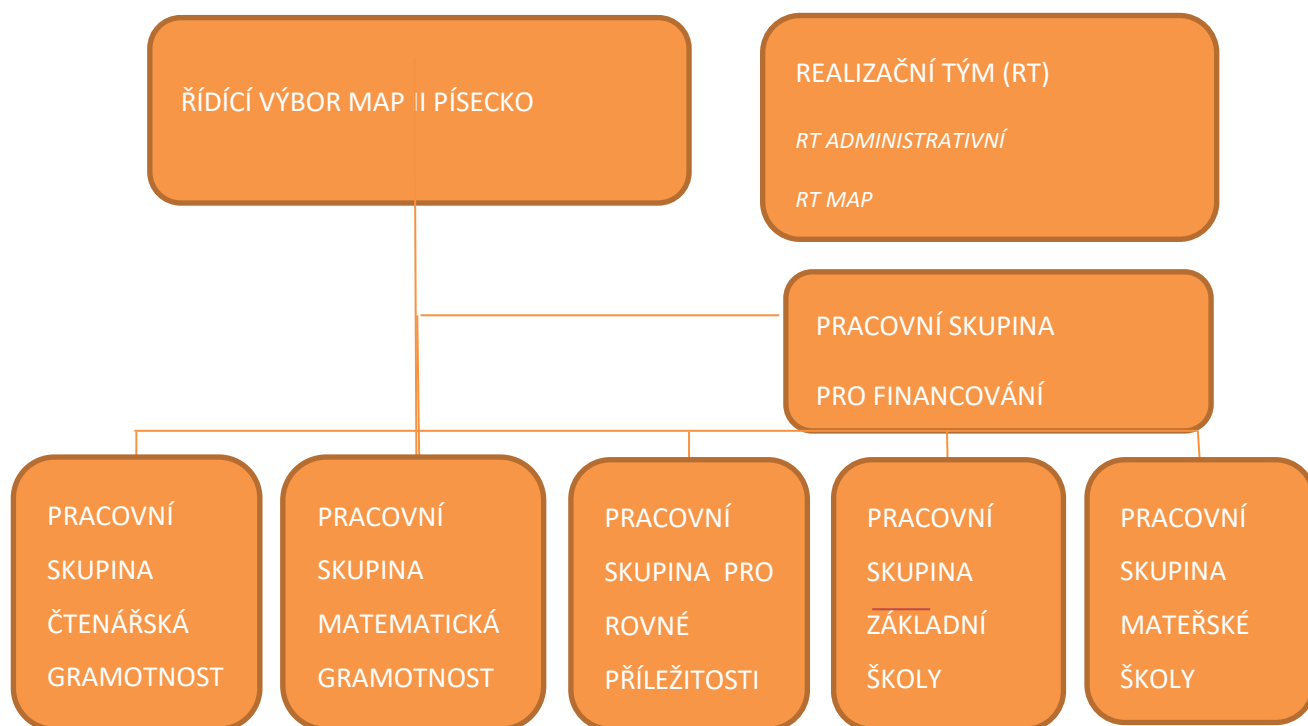 ŘÍDÍCÍ VÝBOR MAP II PÍSECKO
REALIZAČNÍ TÝM (RT)
RT ADMINISTRATIVNÍ
RT MAP
PRACOVNÍ SKUPINA
PRO FINANCOVÁNÍ
PRACOVNÍ
SKUPINA
ČTENÁŘSKÁ
GRAMOTNOST
PRACOVNÍ
SKUPINA
MATEMATICKÁ
GRAMOTNOST
PRACOVNÍ
SKUPINA PRO
ROVNÉ
PŘÍLEŽITOSTI
PRACOVNÍ
SKUPINA
ZÁKLADNÍ
ŠKOLY
PRACOVNÍ
SKUPINA
MATEŘSKÉ
ŠKOLY